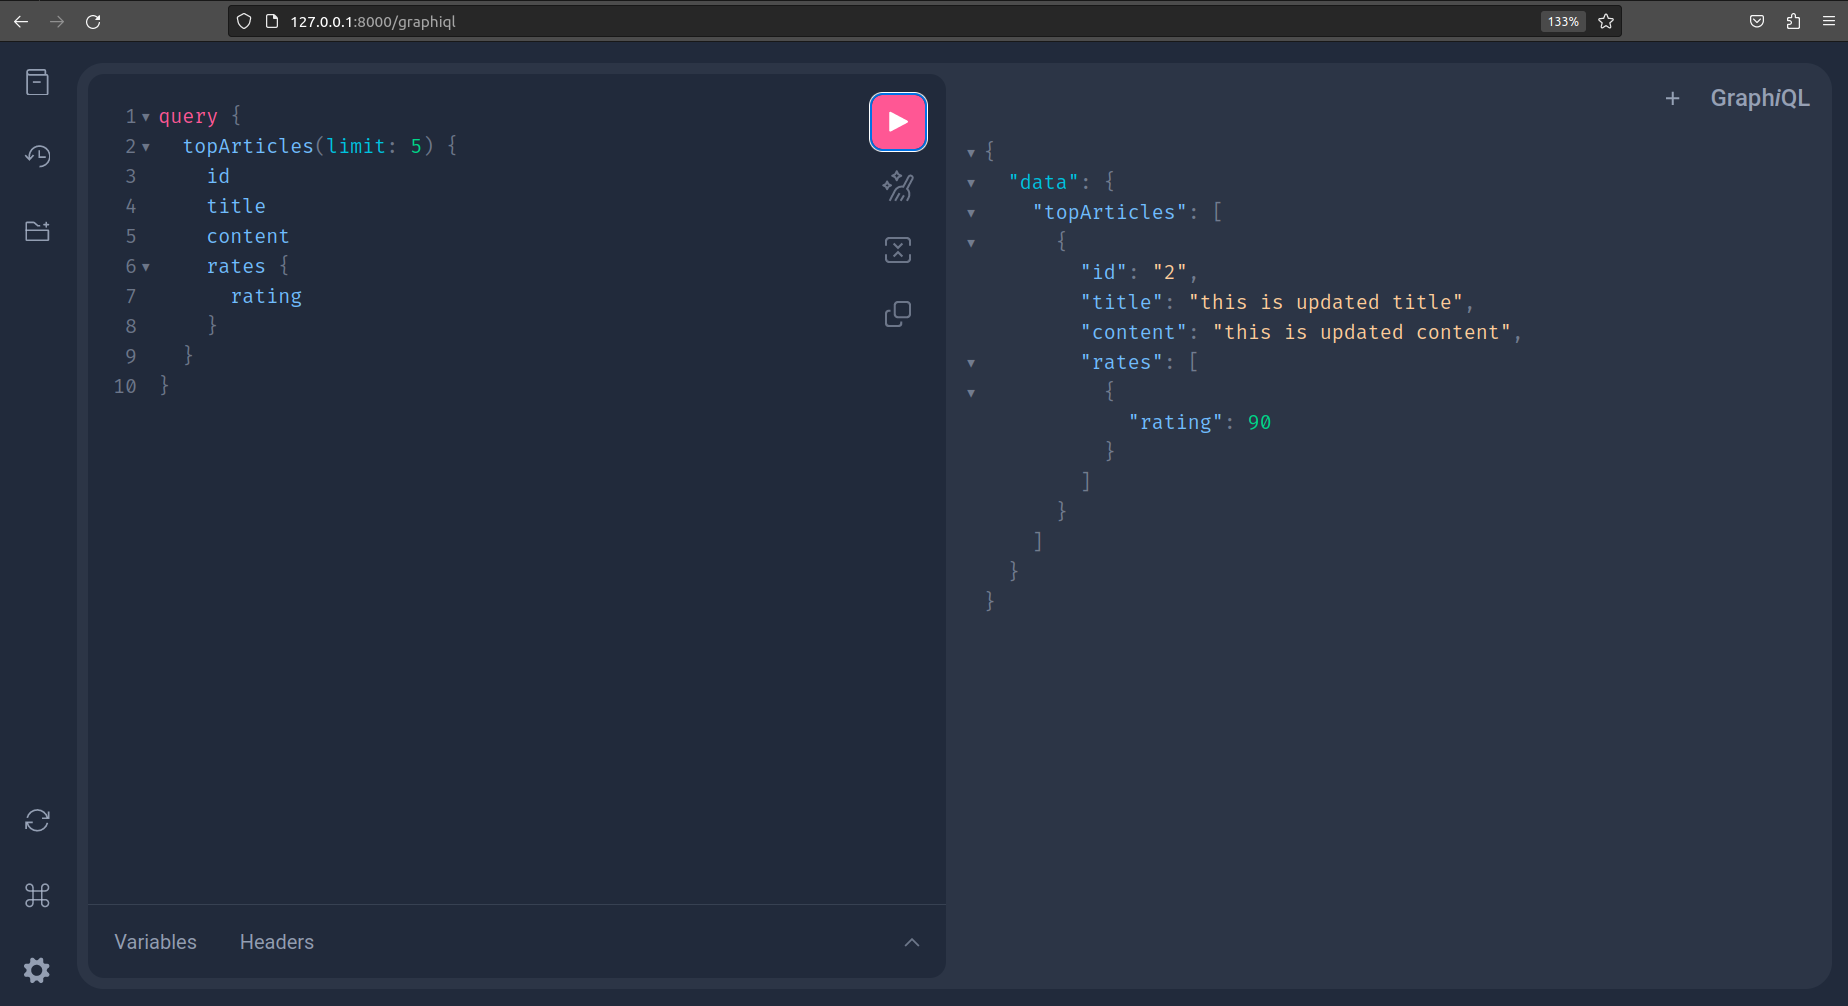 127.0.0.1:8000/graphiql
133%
1 query {
2 topArticles(limit: 5) {
3 id
4 title
5 content
6 rates {
7 rating
8 }
9 }
10 }
Variables Headers
+ GraphiQL
{
"data": {
"topArticles": [
{
"id": "2",
"title": "this is updated title",
"content": "this is updated content",
"rates": [
{
"rating": 90
}
]
}
]
}
}